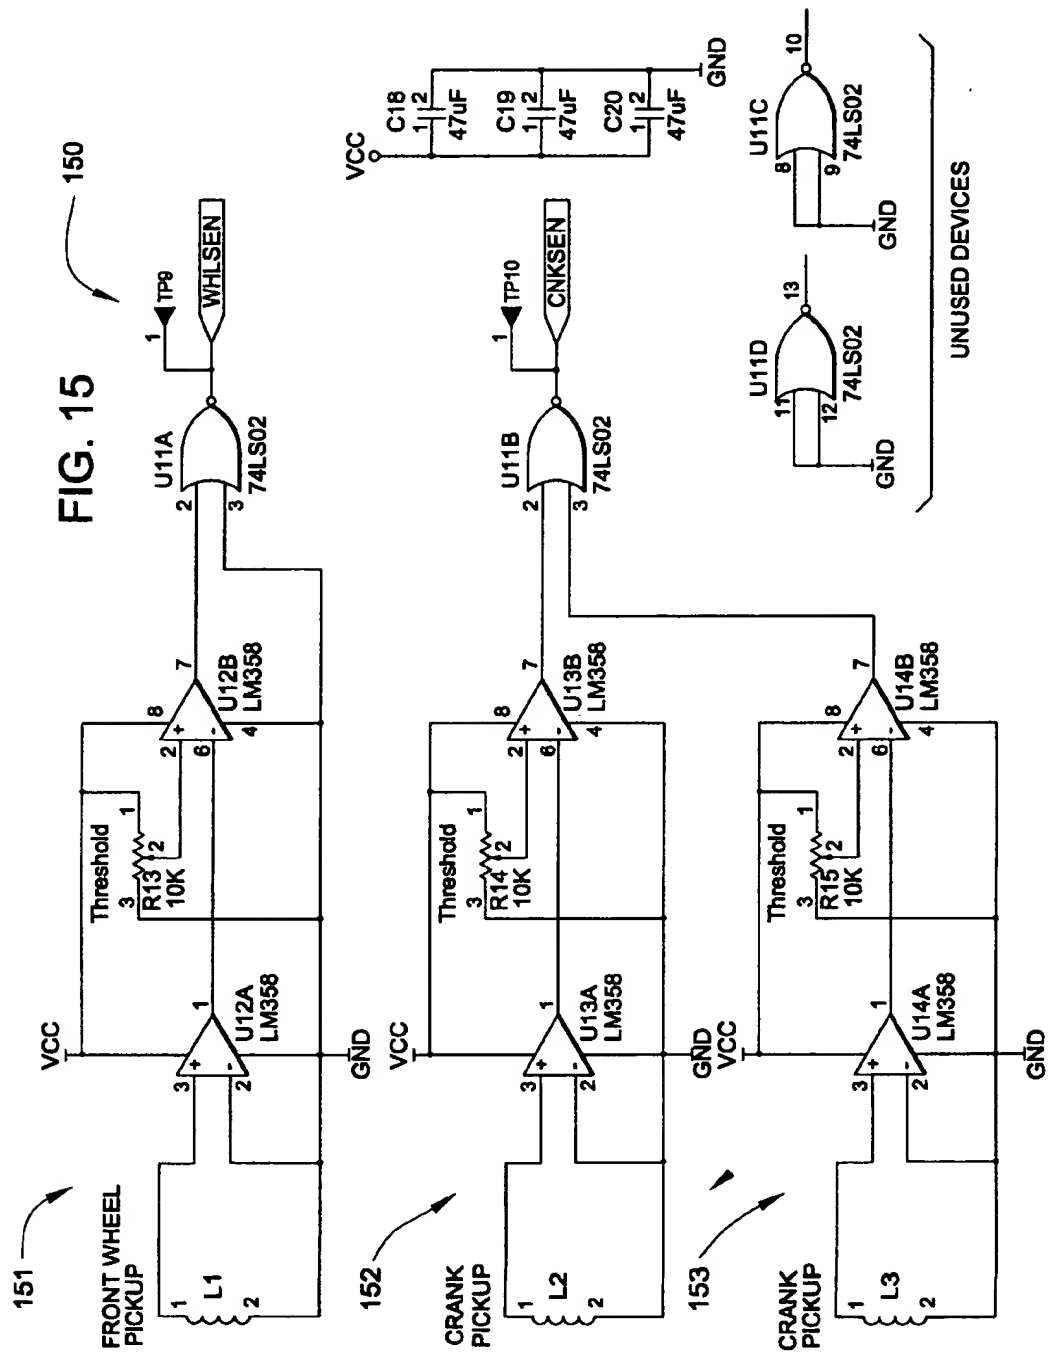 FIG. 15
150
151
FRONT WHEEL
PICKUP
1
L1
2
VCC
3
2
+
-
1
U12A
LM358
GND
Threshold
3
1
R13
2
10K
8
2
+
6
-
4
7
U12B
LM358
U11A
2
3
74LS02
1
TP9
WHLSEN
152
CRANK
PICKUP
1
L2
2
VCC
3
2
+
-
1
U13A
LM358
GND
Threshold
3
1
R14
2
10K
8
2
+
6
-
4
7
U13B
LM358
U11B
2
3
74LS02
1
TP10
CNKSEN
153
CRANK
PICKUP
1
L3
2
VCC
3
2
+
-
1
U14A
LM358
GND
Threshold
3
1
R15
2
10K
8
2
+
6
-
4
7
U14B
LM358
VCC
C18
1 2
47uF
C19
1 2
47uF
C20
1 2
47uF
GND
U11D
11
12
13
74LS02
GND
U11C
8
9
10
74LS02
GND
UNUSED DEVICES